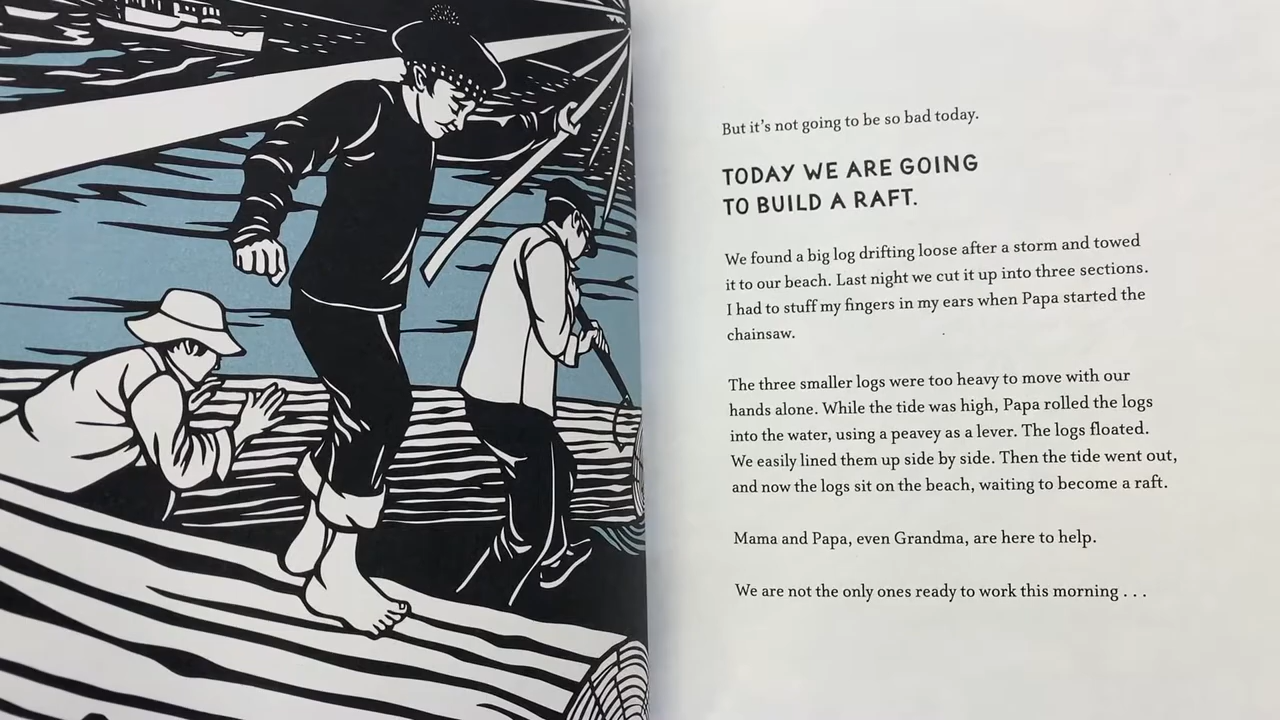 But it's not going to be so bad today.
TODAY WE ARE GOING
TO BUILD A RAFT.
We found a big log drifting loose after a storm and towed
it to our beach. Last night we cut it up into three sections.
I had to stuff my fingers in my ears when Papa started the
chainsaw.
The three smaller logs were too heavy to move with our
hands alone. While the tide was high, Papa rolled the logs
into the water, using a peavey as a lever. The logs floated.
We easily lined them up side by side. Then the tide went out,
and now the logs sit on the beach, waiting to become a raft.
Mama and Papa, even Grandma, are here to help.
We are not the only ones ready to work this morning . . .